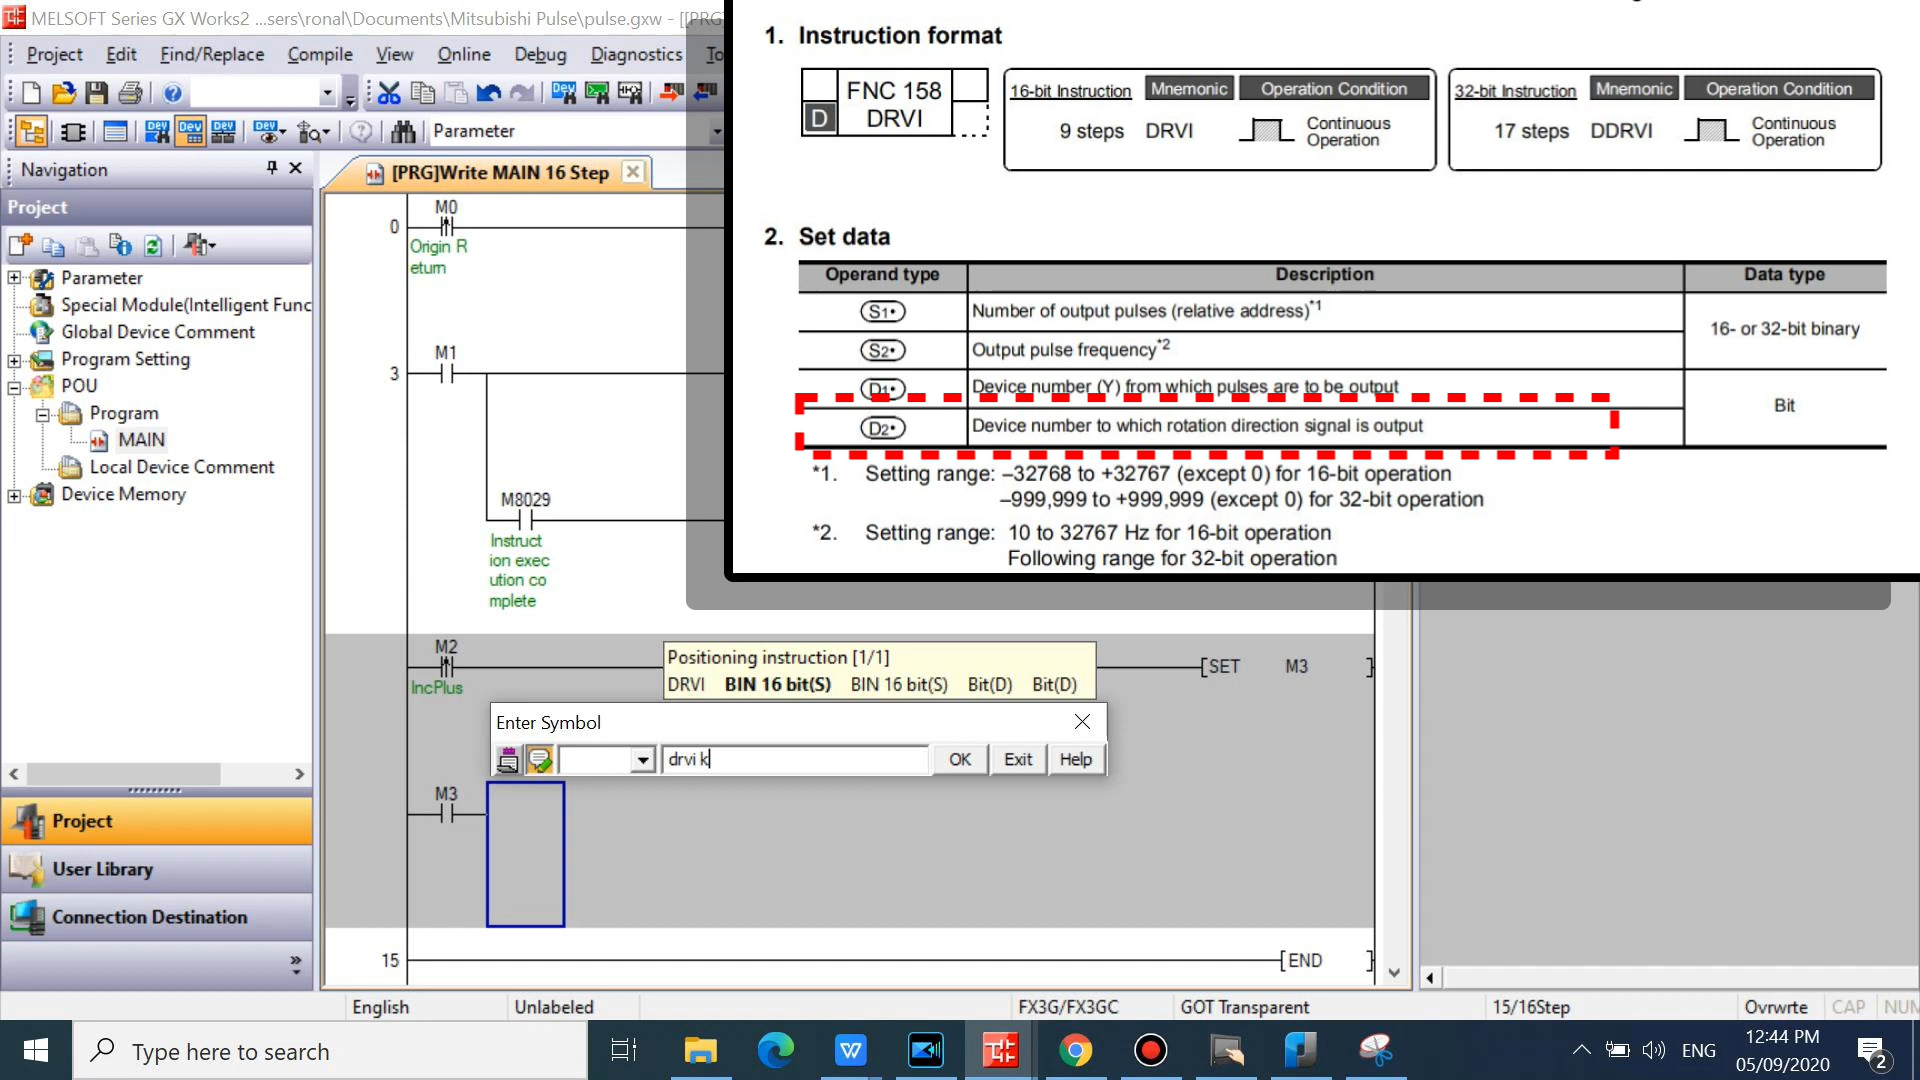 MELSOFT Series GX Works2 ...sers\ronal\Documents\Mitsubishi Pulse\pulse.gxw - [[PRG
Project Edit Find/Replace Compile View Online Debug Diagnostics To
Parameter
Navigation
[PRG]Write MAIN 16 Step
Project
Parameter
Special Module(Intelligent Func
Global Device Comment
Program Setting
POU
Program
MAIN
Local Device Comment
Device Memory
Project
User Library
Connection Destination
0
M0
Origin R
eturn
3
M1
M8029
Instruct
ion exec
ution co
mplete
M2
IncPlus
[SET M3 ]
Positioning instruction [1/1]
DRVI BIN 16 bit(S) BIN 16 bit(S) Bit(D) Bit(D)
Enter Symbol
drvi k
OK Exit Help
M3
15
[END ]
1. Instruction format
D
FNC 158
DRVI
16-bit Instruction Mnemonic Operation Condition
9 steps DRVI Continuous
Operation
32-bit Instruction Mnemonic Operation Condition
17 steps DDRVI Continuous
Operation
2. Set data
Operand type Description Data type
S1• Number of output pulses (relative address)*1
16- or 32-bit binary
S2• Output pulse frequency*2
D1• Device number (Y) from which pulses are to be output
Bit
D2• Device number to which rotation direction signal is output
*1. Setting range: –32768 to +32767 (except 0) for 16-bit operation
–999,999 to +999,999 (except 0) for 32-bit operation
*2. Setting range: 10 to 32767 Hz for 16-bit operation
Following range for 32-bit operation
English Unlabeled FX3G/FX3GC GOT Transparent 15/16Step Ovrwrte CAP NUM
Type here to search
ENG
12:44 PM
05/09/2020
2